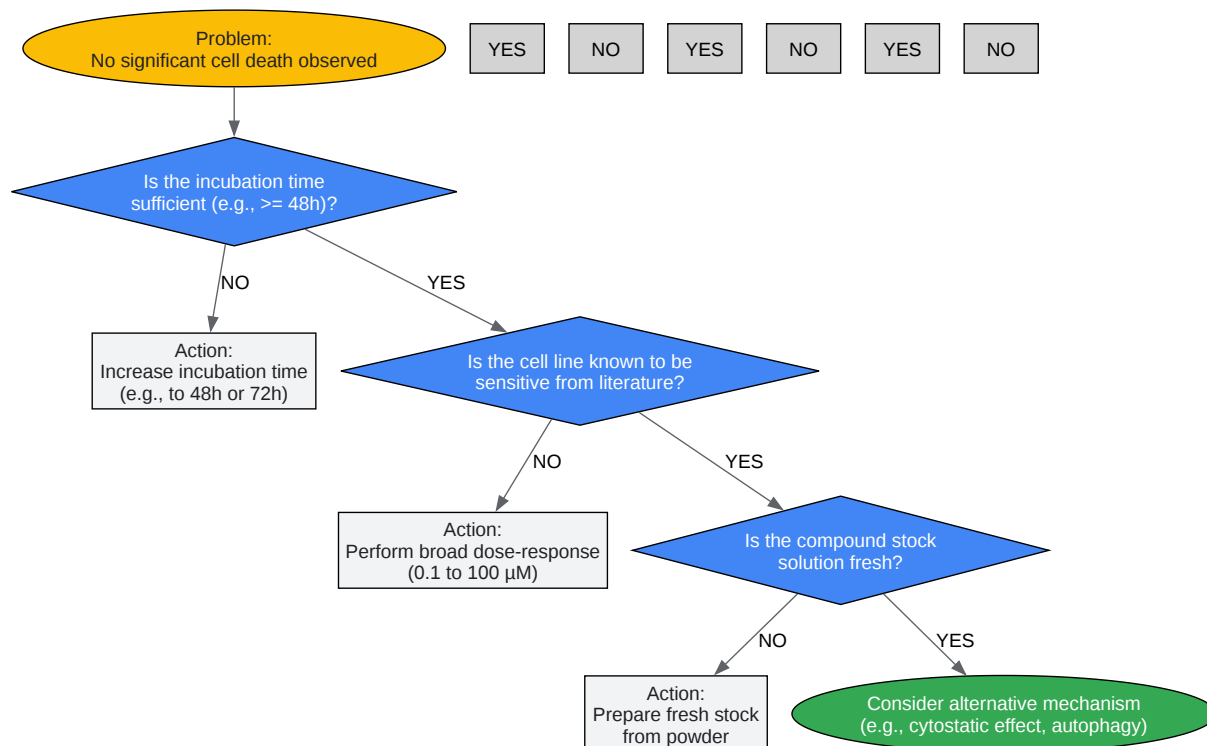 Problem:
No significant cell death observed
YES
NO
YES
NO
YES
NO
Is the incubation time
sufficient (e.g., >= 48h)?
NO
YES
Action:
Increase incubation time
(e.g., to 48h or 72h)
Is the cell line known to be
sensitive from literature?
NO
YES
Action:
Perform broad dose-response
(0.1 to 100 µM)
Is the compound stock
solution fresh?
NO
YES
Action:
Prepare fresh stock
from powder
Consider alternative mechanism
(e.g., cytostatic effect, autophagy)